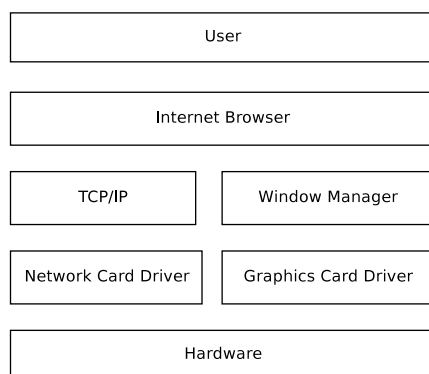 User
Internet Browser
TCP/IP
Window Manager
Network Card Driver
Graphics Card Driver
Hardware